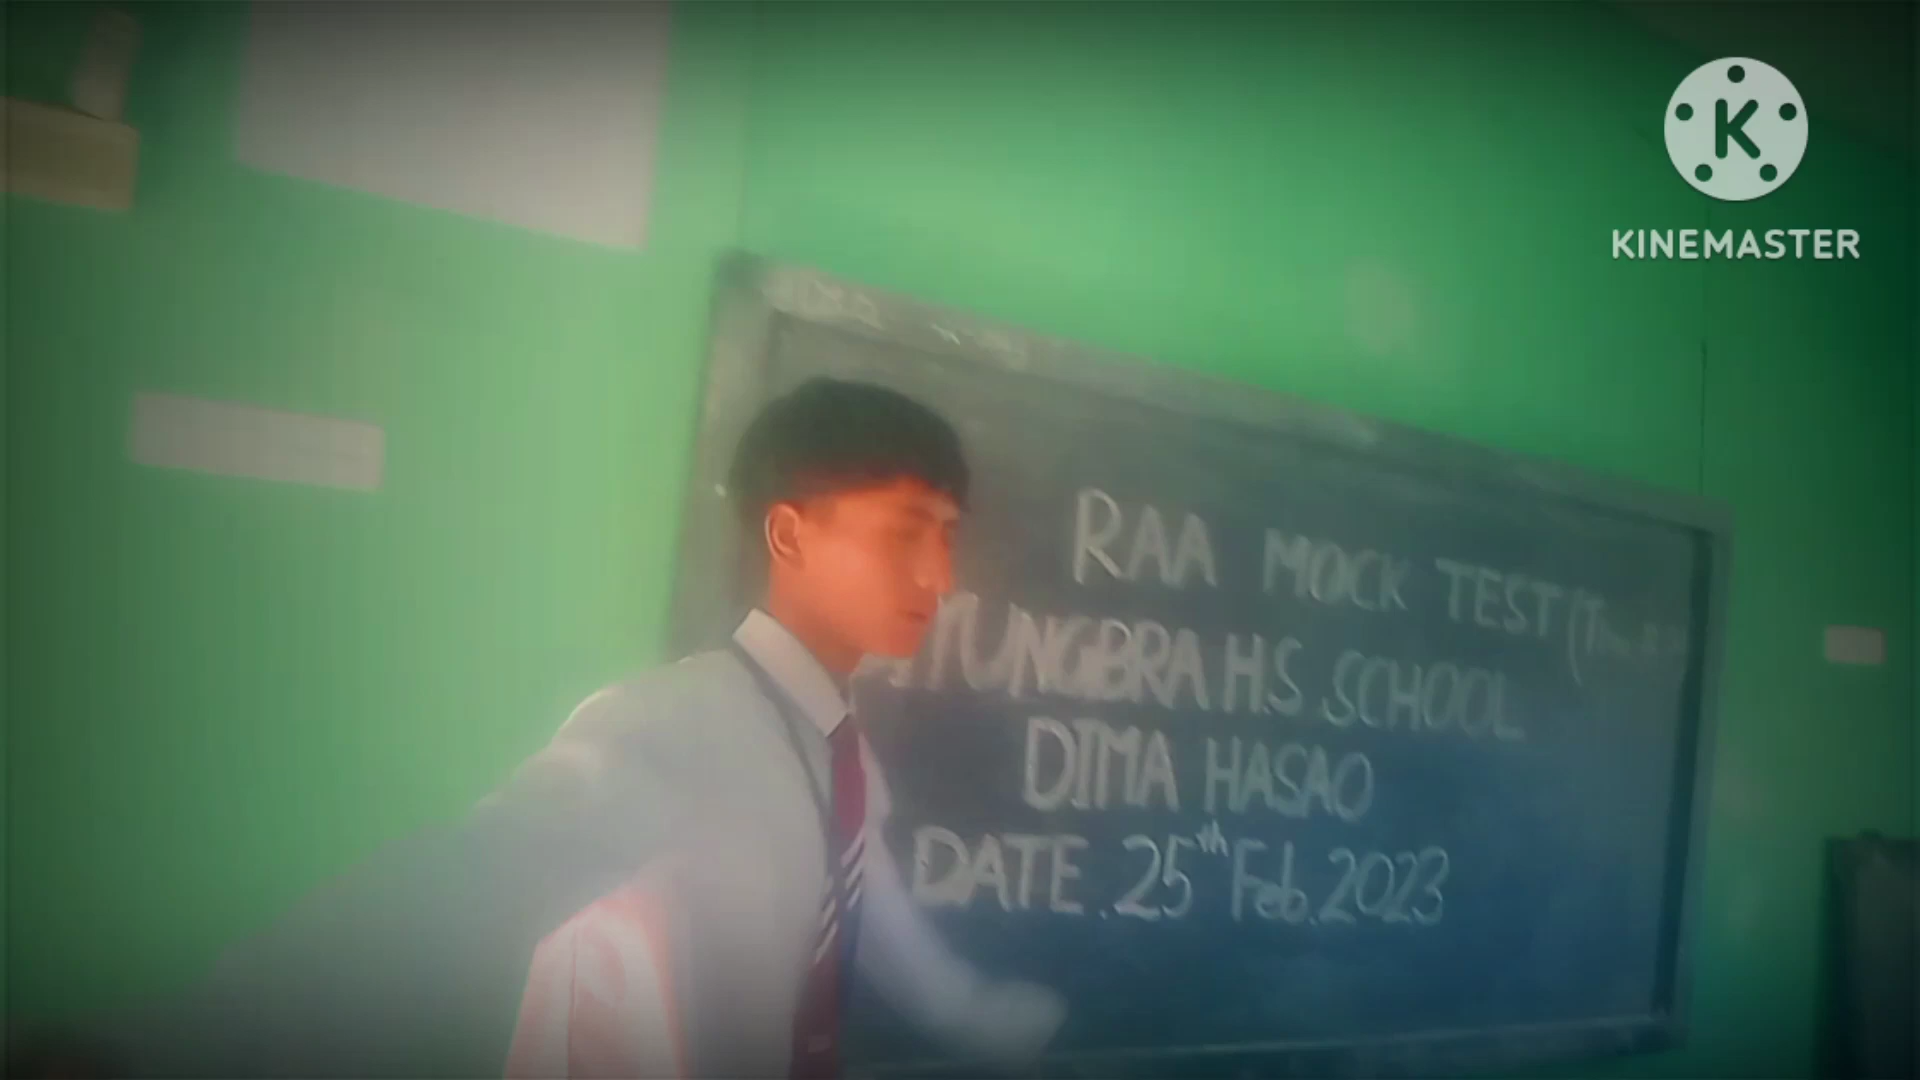 K
KINEMASTER
RAA MOCK TEST
H.S SCHOOL
DIMA HASAO
DATE. 25th Feb. 2023